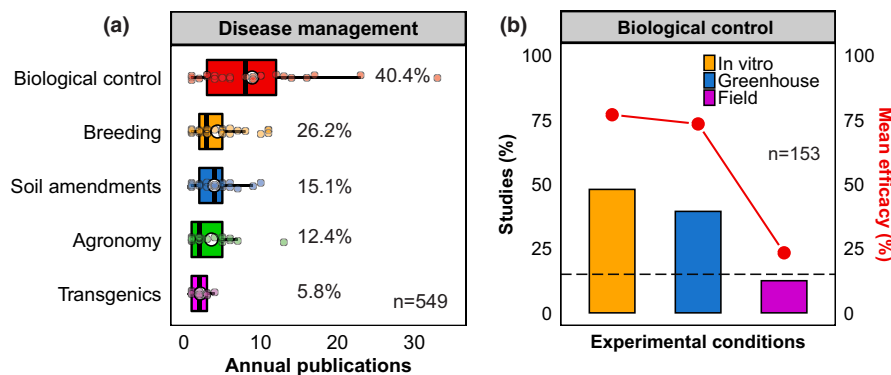 (a)
Disease management
Biological control
40.4%
Breeding
26.2%
Soil amendments
15.1%
Agronomy
12.4%
Transgenics
5.8%
n=549
0 10 20 30
Annual publications
(b)
Biological control
100
75
50
25
0
Studies (%)
In vitro
Greenhouse
Field
n=153
100
75
50
25
0
Mean efficacy (%)
Experimental conditions